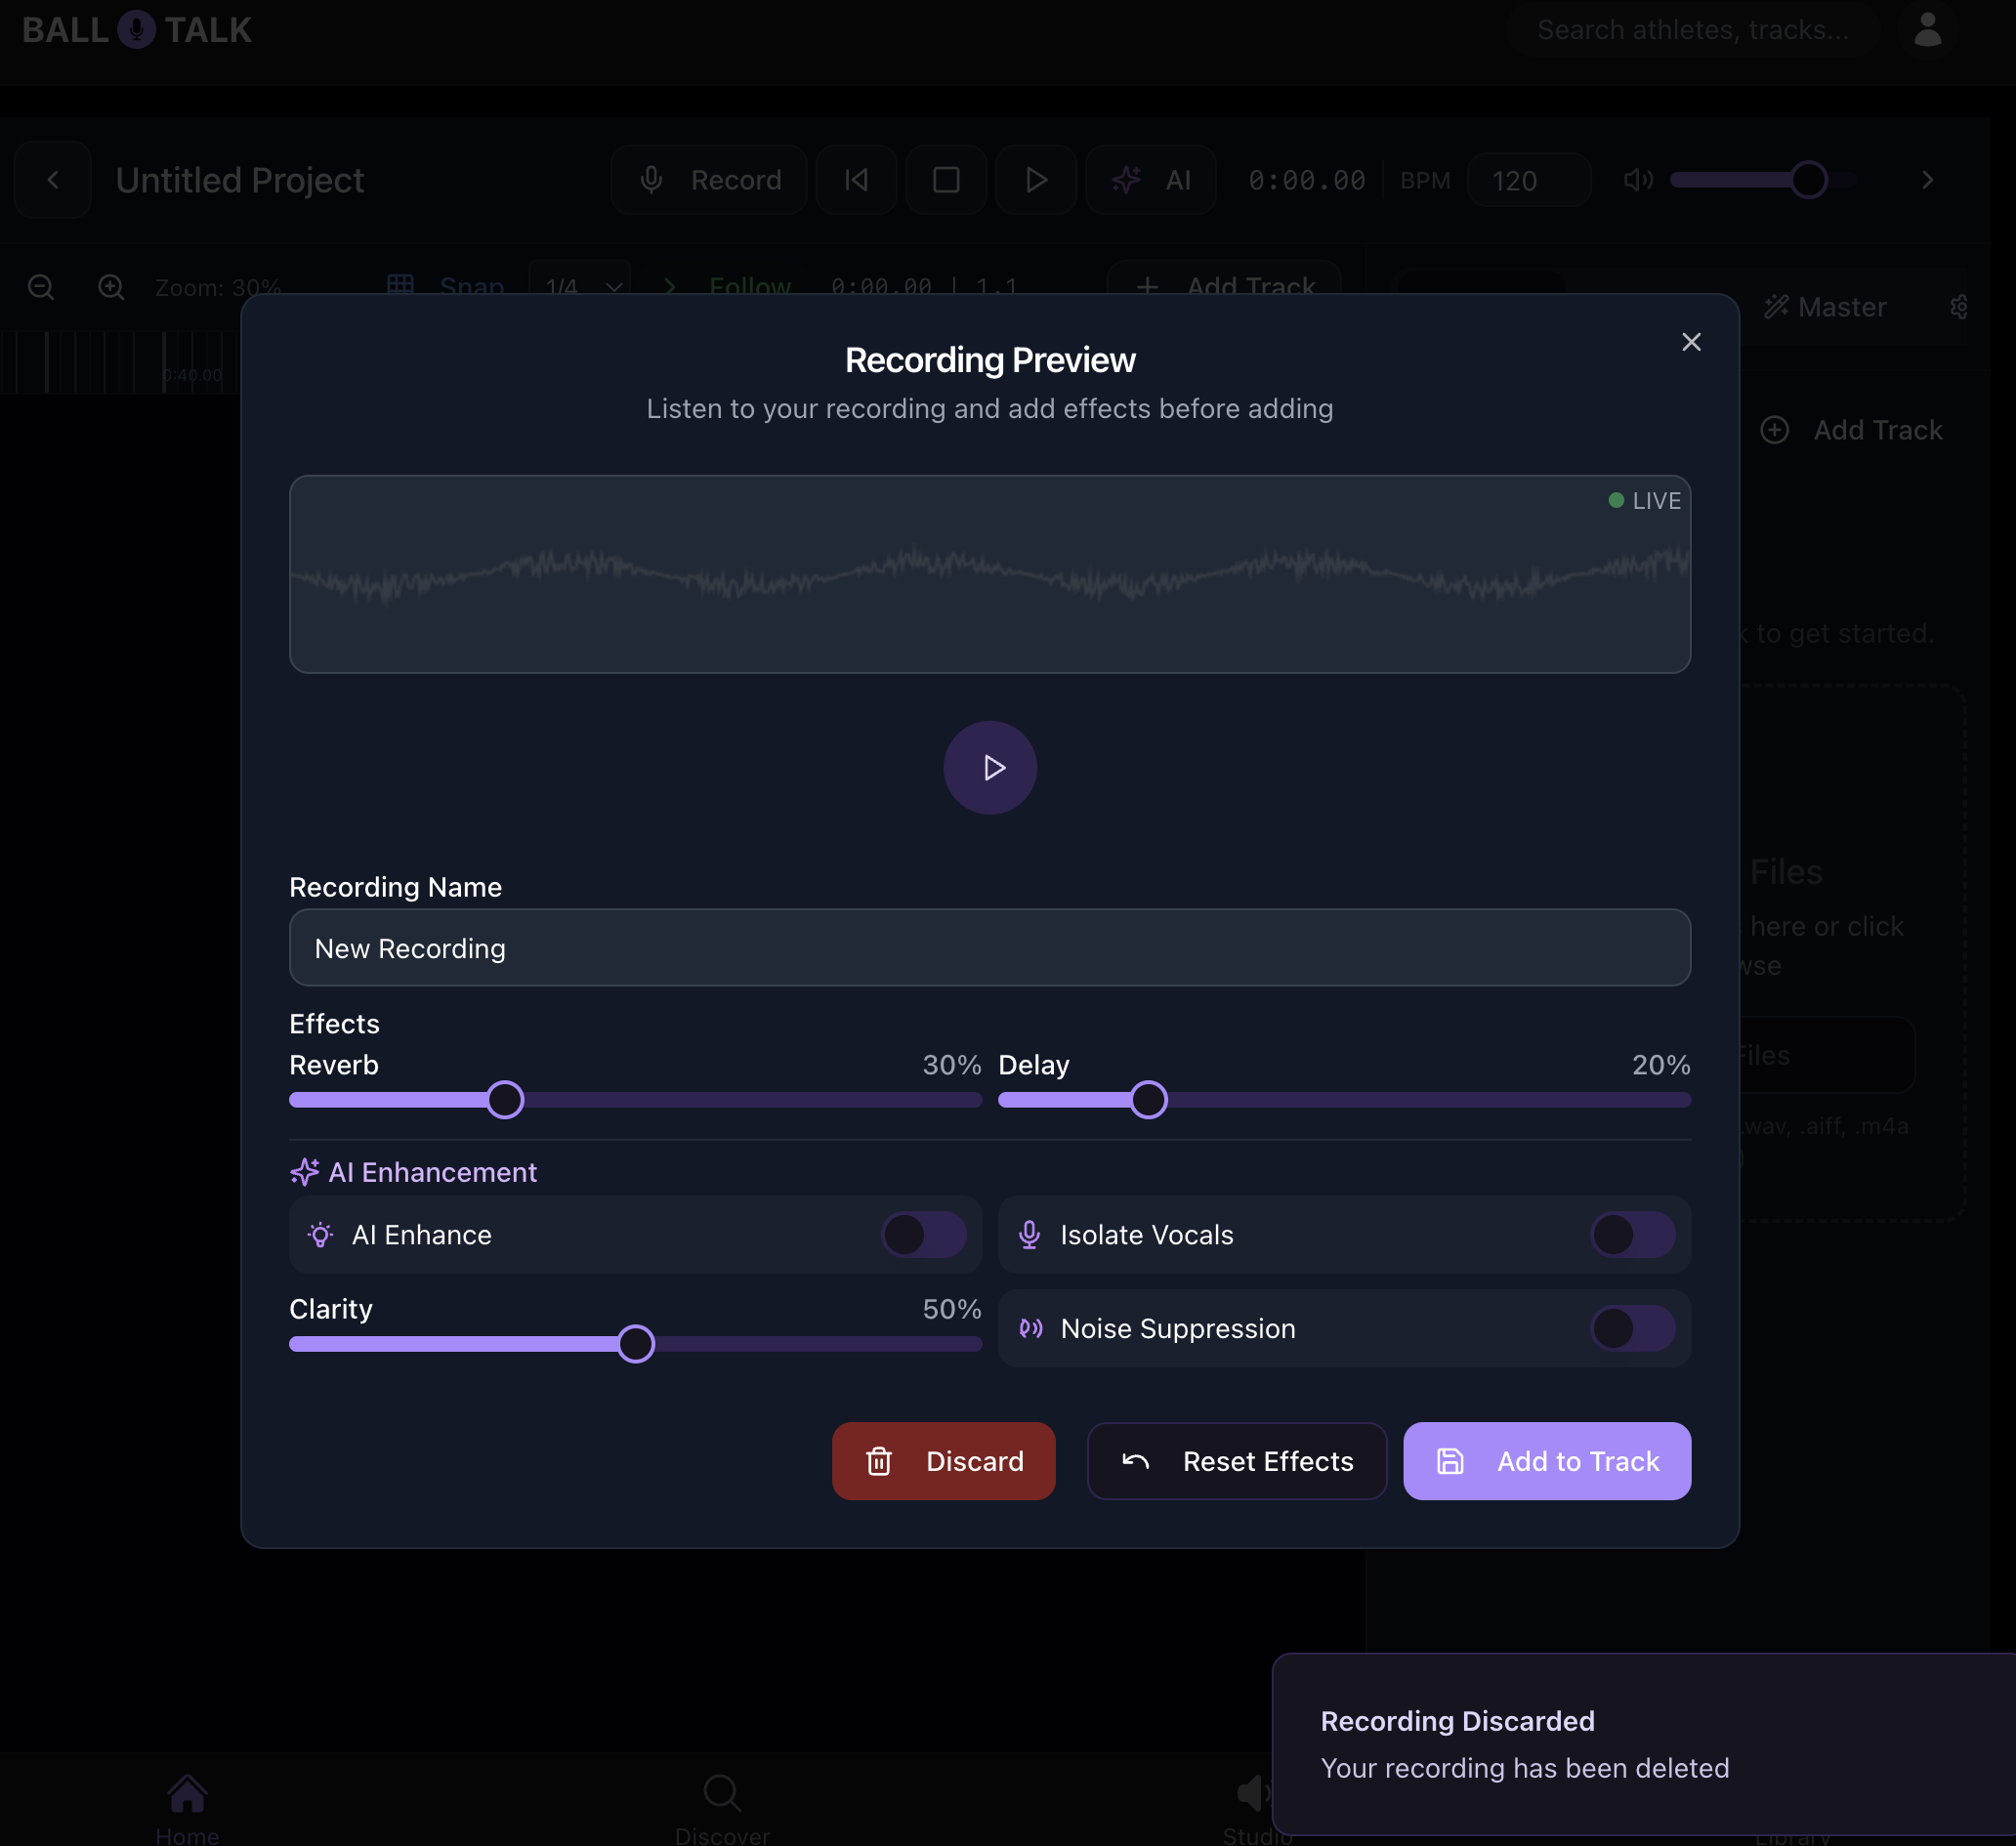 BALL TALK
Search athletes, tracks...
Untitled Project
Record
AI
0:00.00
BPM
120
Zoom: 30%
Snap
1/4
Follow
0:00.00 | 1.1
Add Track
Master
0:40.00
Recording Preview
Listen to your recording and add effects before adding
LIVE
Add Track
to get started.
Recording Name
New Recording
Files
here or click
Effects
Reverb 30%
Delay 20%
Files
.wav, .aiff, .m4a
AI Enhancement
AI Enhance
Isolate Vocals
Clarity 50%
Noise Suppression
Discard
Reset Effects
Add to Track
Recording Discarded
Your recording has been deleted
Home
Discover
Studio
Library